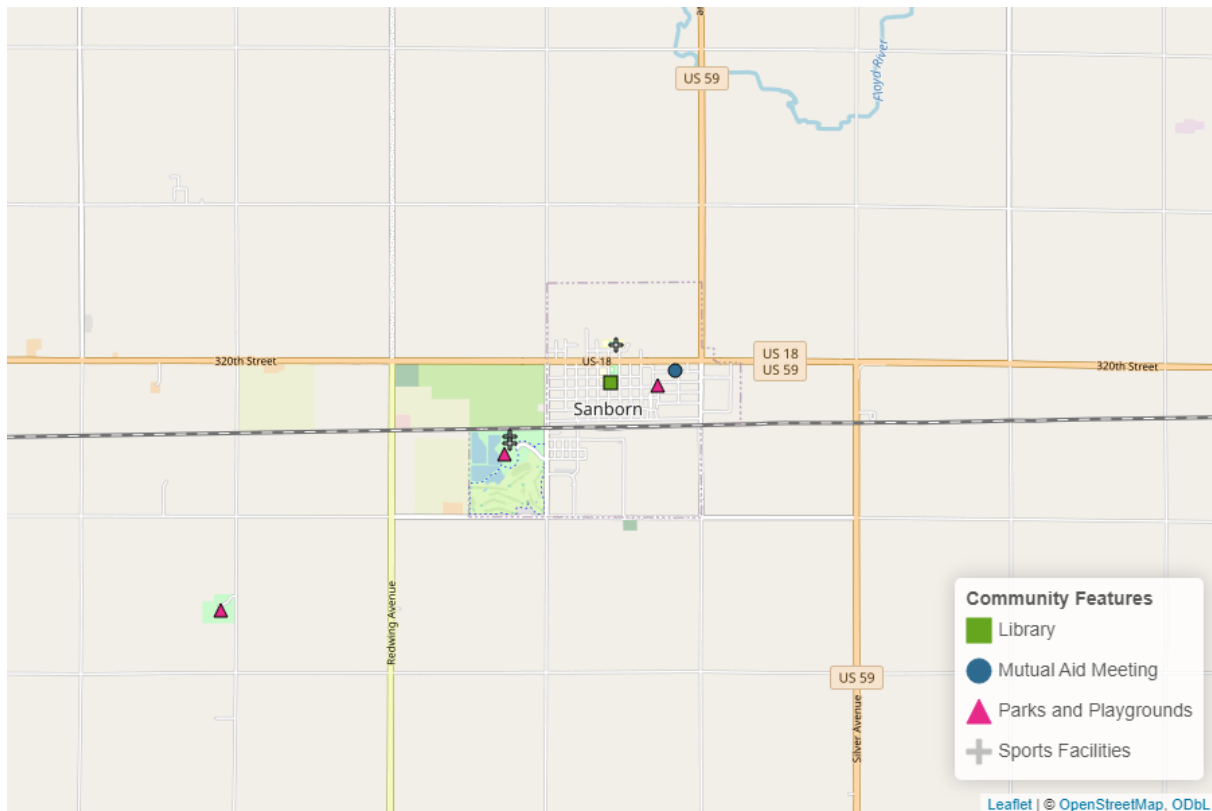 US 59
Floyd River
320th Street
US-18
US 18
US 59
320th Street
Sanborn
Redwing Avenue
US 59
Silver Avenue
Community Features
Library
Mutual Aid Meeting
Parks and Playgrounds
Sports Facilities
Leaflet | © OpenStreetMap, ODbL